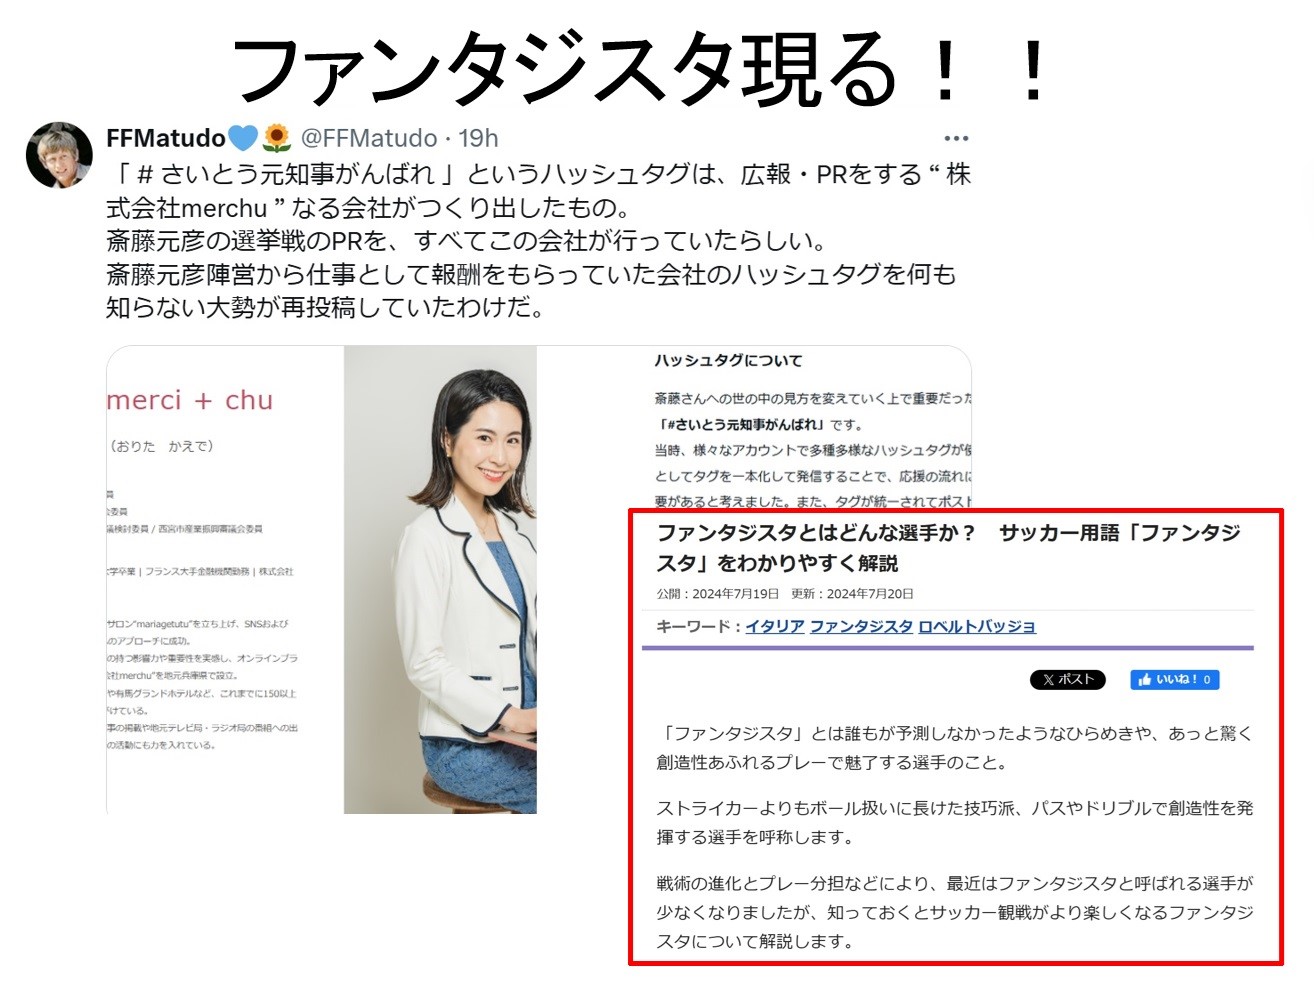 ファンタジスタ現る！！
FFMatudo💙🌻 @FFMatudo · 19h
「 # さいとう元知事がんばれ 」というハッシュタグは、広報・PRをする “ 株
式会社merchu ” なる会社がつくり出したもの。
斎藤元彦の選挙戦のPRを、すべてこの会社が行っていたらしい。
斎藤元彦陣営から仕事として報酬をもらっていた会社のハッシュタグを何も
知らない大勢が再投稿していたわけだ。
merci + chu
（おりた　かえで）
員
会委員
議検討委員 / 西宮市産業振興審議会委員
大学卒業 | フランス大手金融機関勤務 | 株式会社
サロン“mariagetutu”を立ち上げ、SNSおよび
のアプローチに成功。
の持つ影響力や重要性を実感し、オンラインブラ
社merchu”を地元兵庫県で設立。
や有馬グランドホテルなど、これまでに150以上
がけている。
事の掲載や地元テレビ局・ラジオ局の番組への出
の活動にも力を入れている。
ハッシュタグについて
斎藤さんへの世の中の見方を変えていく上で重要だった
「#さいとう元知事がんばれ」です。
当時、様々なアカウントで多種多様なハッシュタグが使
としてタグを一本化して発信することで、応援の流れに
要があると考えました。また、タグが統一されてポスト
ファンタジスタとはどんな選手か？　サッカー用語「ファンタジ
スタ」をわかりやすく解説
公開：2024年7月19日　更新：2024年7月20日
キーワード：イタリア ファンタジスタ ロベルトバッジョ
X ポスト
いいね！ 0
「ファンタジスタ」とは誰もが予測しなかったようなひらめきや、あっと驚く
創造性あふれるプレーで魅了する選手のこと。
ストライカーよりもボール扱いに長けた技巧派、パスやドリブルで創造性を発
揮する選手を呼称します。
戦術の進化とプレー分担などにより、最近はファンタジスタと呼ばれる選手が
少なくなりましたが、知っておくとサッカー観戦がより楽しくなるファンタジ
スタについて解説します。